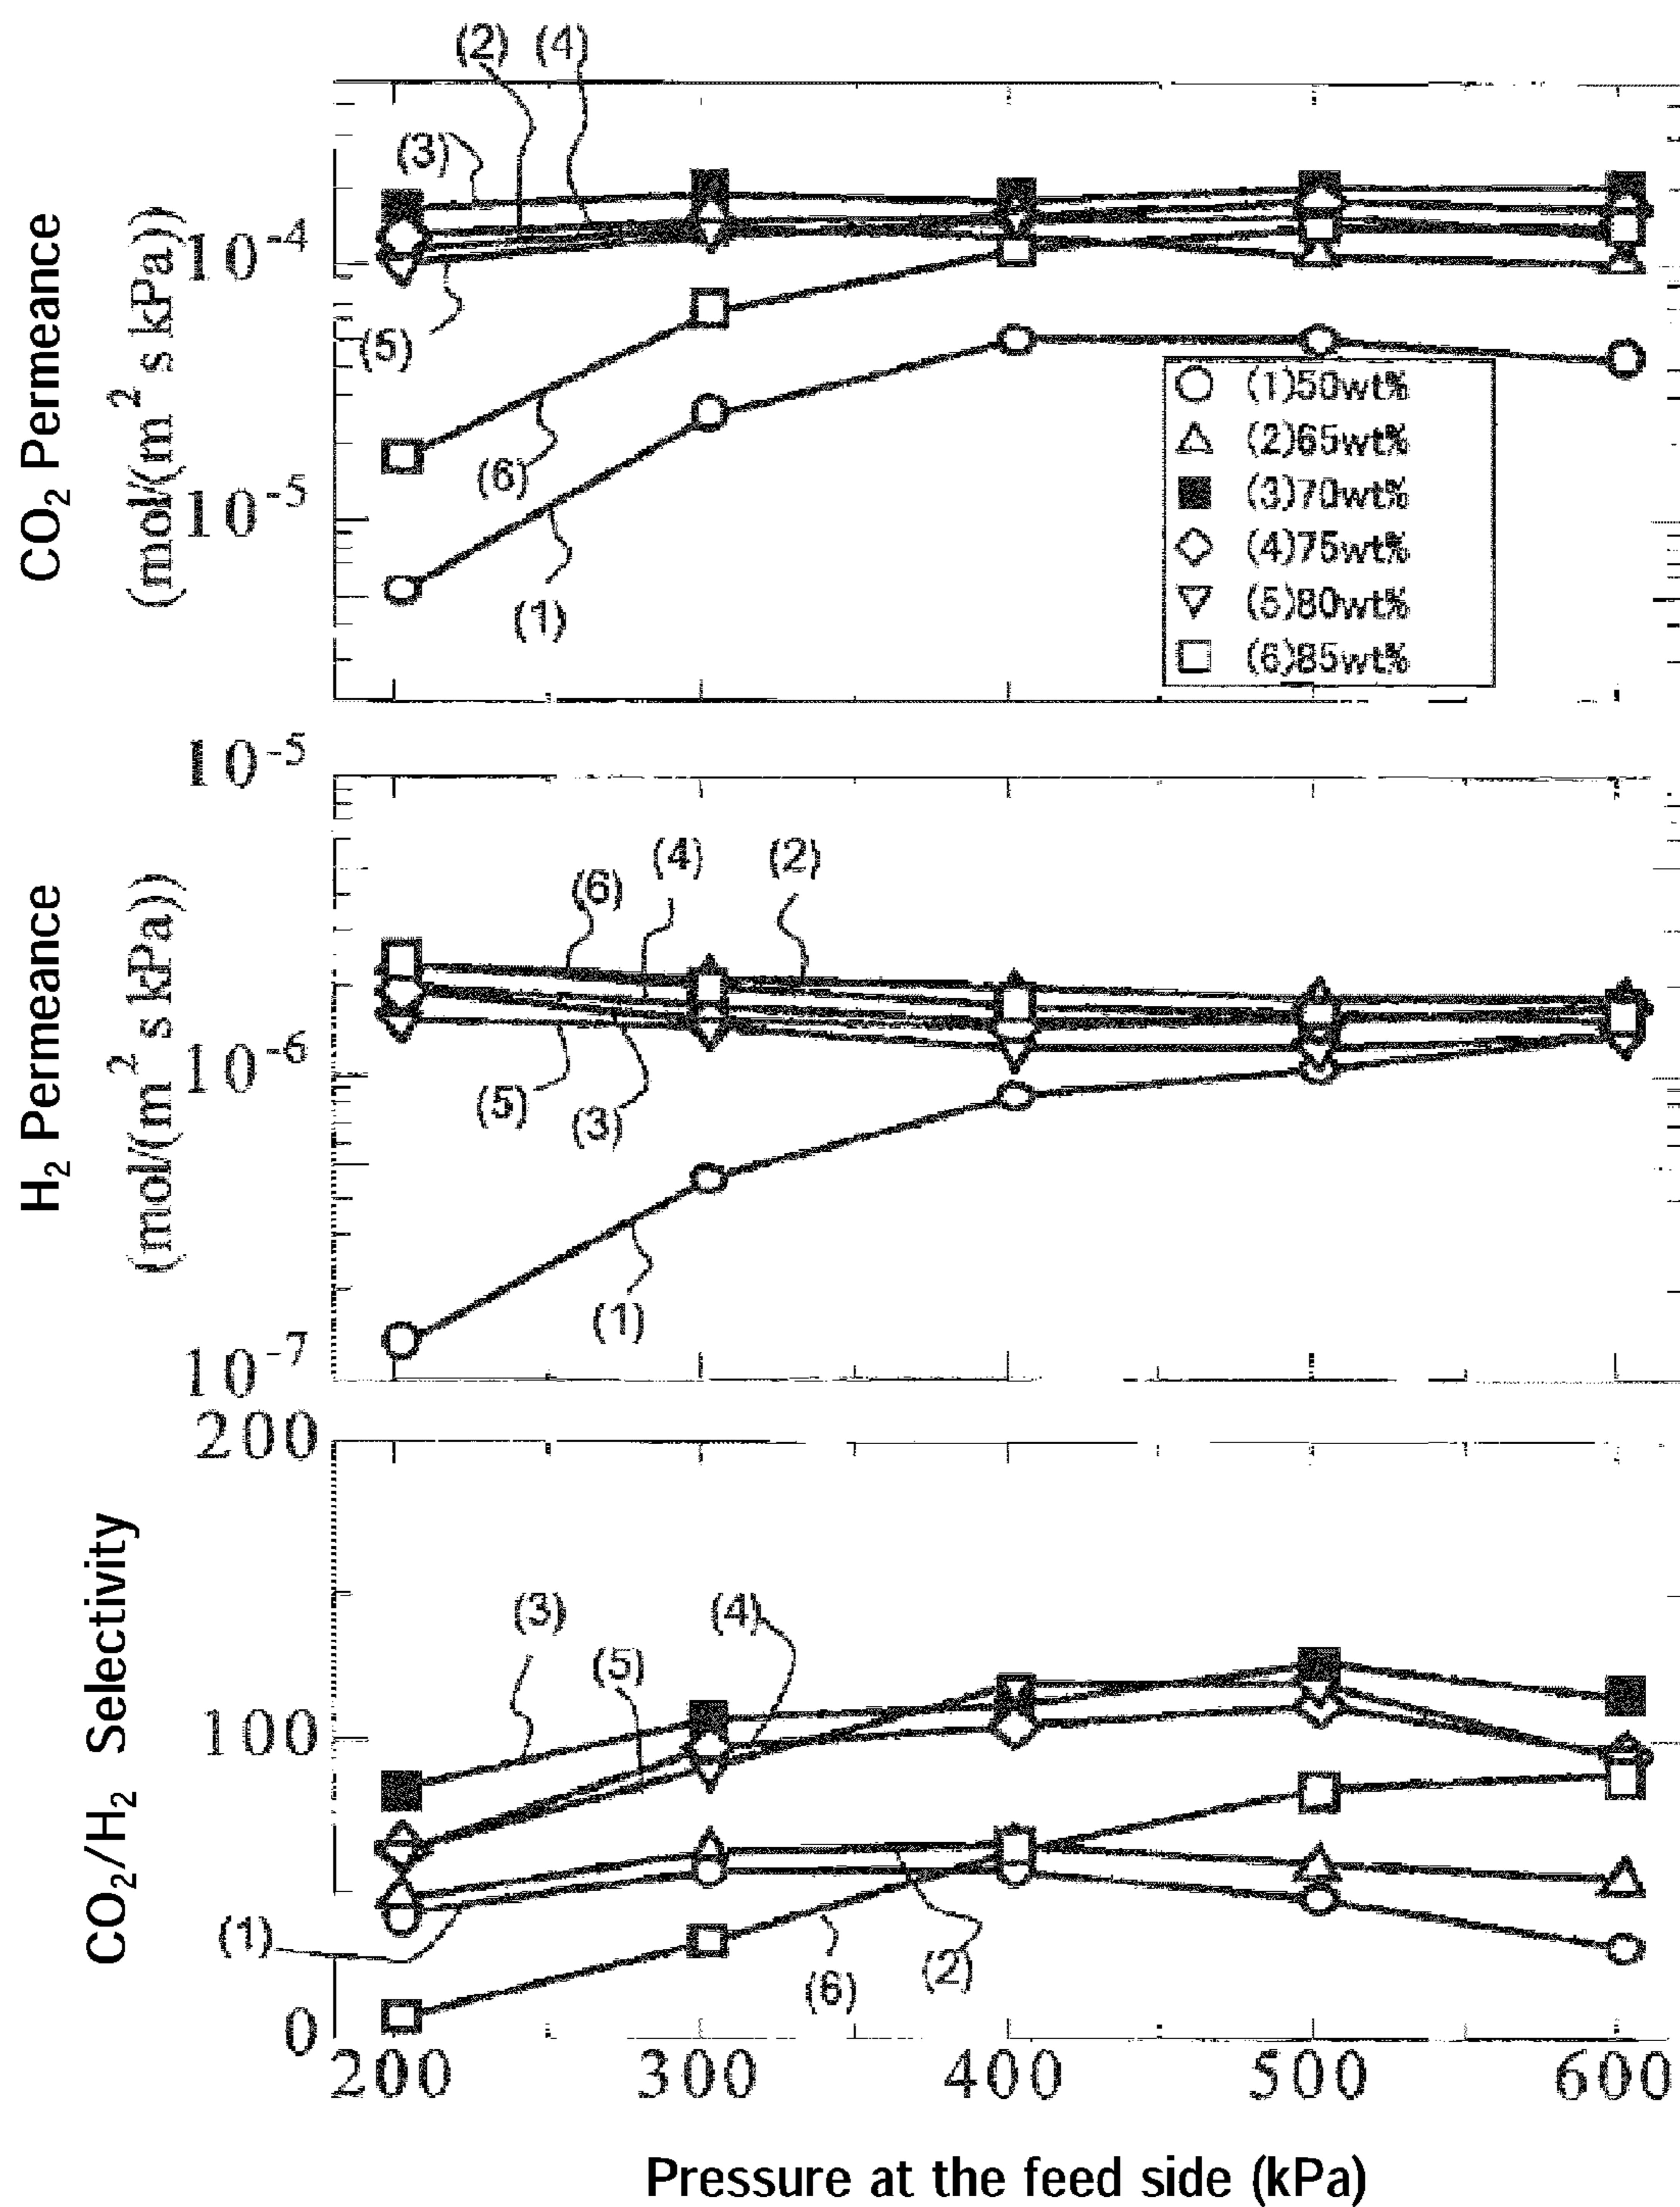 (2) (4)
(3)
CO₂ Permeance
(mol/(m² s kPa))
10⁻⁴
(5)
(6)
10⁻⁵
(1)
(1)50wt%
(2)65wt%
(3)70wt%
(4)75wt%
(5)80wt%
(6)85wt%
10⁻⁵
H₂ Permeance
(mol/(m² s kPa))
(6) (4) (2)
10⁻⁶
(5) (3)
(1)
10⁻⁷
200
CO₂/H₂ Selectivity
(3) (4)
(5)
100
(1)
(6) (2)
0
200 300 400 500 600
Pressure at the feed side (kPa)